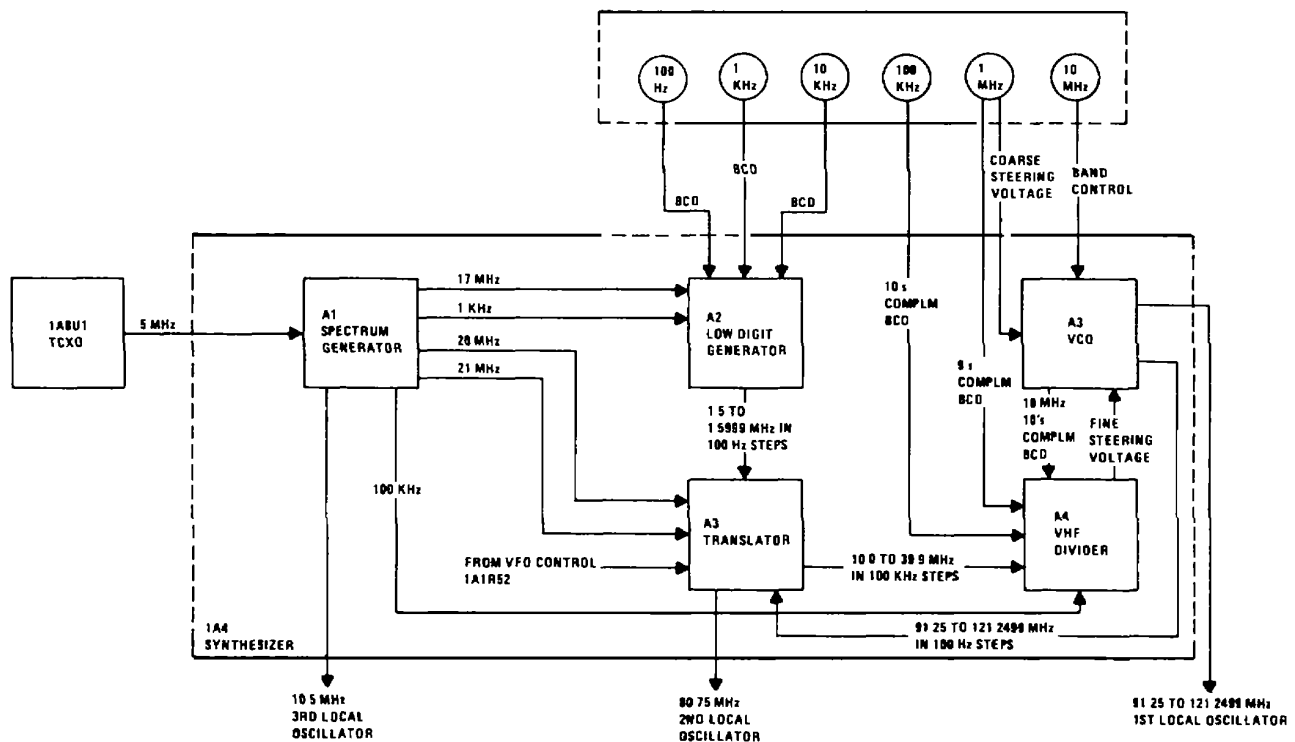 100
Hz
1
KHz
10
KHz
100
KHz
1
MHz
10
MHz
BCD
BCD
BCD
COARSE
STEERING
VOLTAGE
BAND
CONTROL
1A8U1
TCXO
5 MHz
A1
SPECTRUM
GENERATOR
17 MHz
1 KHz
20 MHz
21 MHz
A2
LOW DIGIT
GENERATOR
10 s
COMPLM
BCD
9 s
COMPLM
BCD
A3
VCO
10 MHz
10's
COMPLM
BCD
FINE
STEERING
VOLTAGE
1 5 TO
1 5999 MHz IN
100 Hz STEPS
100 KHz
A3
TRANSLATOR
A4
VHF
DIVIDER
FROM VFO CONTROL
1A1R52
10 0 TO 39 9 MHz
IN 100 KHz STEPS
91 25 TO 121 2499 MHz
IN 100 Hz STEPS
1A4
SYNTHESIZER
10 5 MHz
3RD LOCAL
OSCILLATOR
80 75 MHz
2ND LOCAL
OSCILLATOR
91 25 TO 121 2499 MHz
1ST LOCAL OSCILLATOR